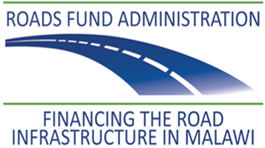 ROADS FUND ADMINISTRATION
FINANCING THE ROAD
INFRASTRUCTURE IN MALAWI